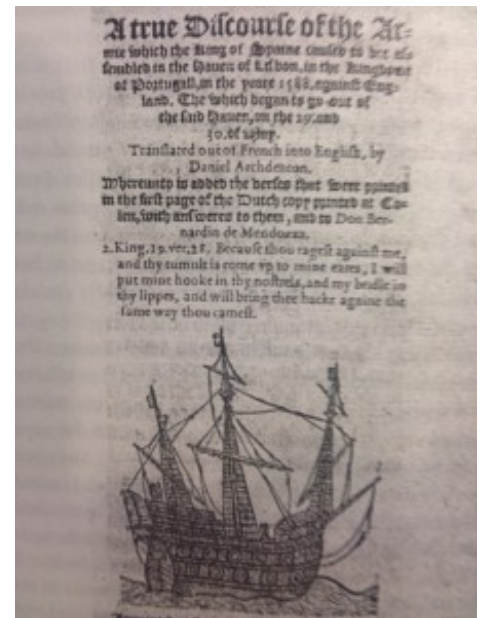 A true Discourse of the Ar=
mie which the King of Spaine caused to bee as=
sembled in the Hauen of Lisbon, in the Kingdome
of Portugall, in the yeare 1588. against Eng-
land. The which began to go out of
the said Hauen, on the 29. and
30. of May.
Translated out of French into English, by
Daniel Archdeacon.
Whereunto is added the verses that were printed
in the first page of the Dutch copy printed at Co-
len, with answeres to them, and to Don Ber-
nardin de Mendozza.
2. King. 19. ver. 28. Because thou ragest against me,
and thy tumult is come vp to mine eares, I will
put mine hooke in thy nostrels, and my bridle in
thy lippes, and will bring thee backe againe the
same way thou camest.